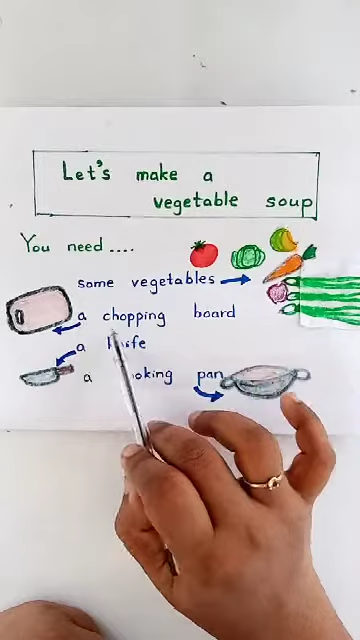 Let's make a
vegetable soup
You need ....
some vegetables
a chopping board
a
a pan